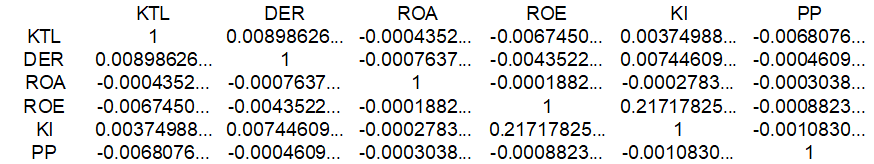 KTL DER ROA ROE KI PP
KTL 1 0.00898626... -0.0004352... -0.0067450... 0.00374988... -0.0068076...
DER 0.00898626... 1 -0.0007637... -0.0043522... 0.00744609... -0.0004609...
ROA -0.0004352... -0.0007637... 1 -0.0001882... -0.0002783... -0.0003038...
ROE -0.0067450... -0.0043522... -0.0001882... 1 0.21717825... -0.0008823...
KI 0.00374988... 0.00744609... -0.0002783... 0.21717825... 1 -0.0010830...
PP -0.0068076... -0.0004609... -0.0003038... -0.0008823... -0.0010830... 1